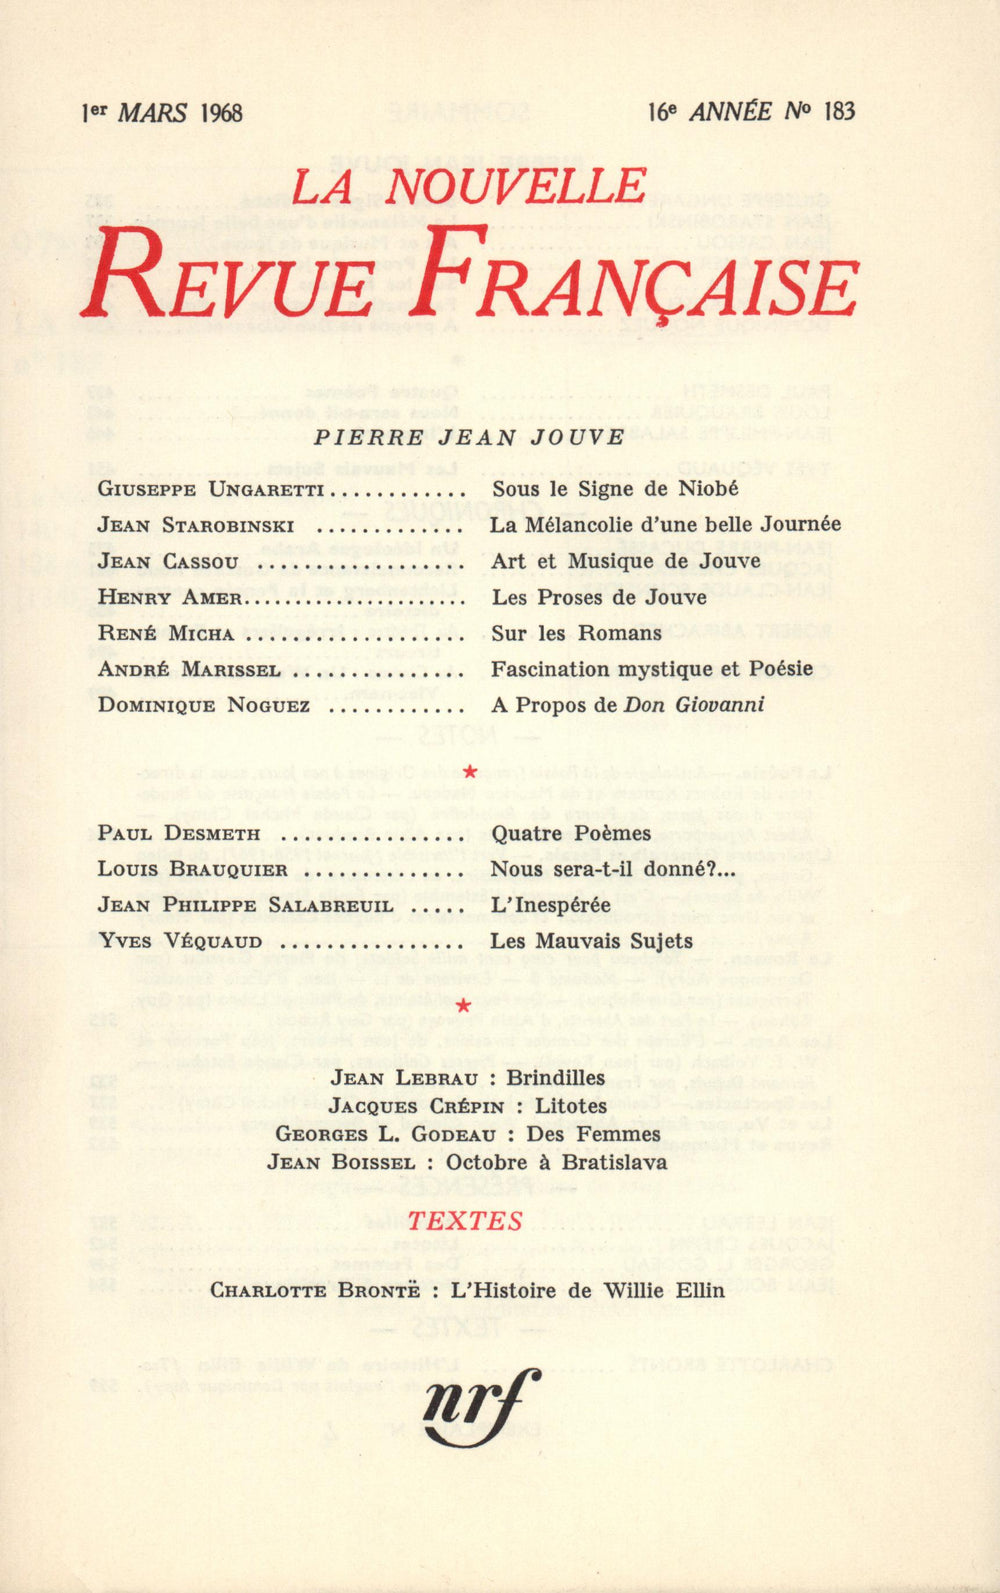 1er MARS 1968
16e ANNÉE No 183
LA NOUVELLE
REVUE FRANÇAISE
PIERRE JEAN JOUVE
GIUSEPPE UNGARETTI............ Sous le Signe de Niobé
JEAN STAROBINSKI ............. La Mélancolie d'une belle Journée
JEAN CASSOU .................. Art et Musique de Jouve
HENRY AMER.................... Les Proses de Jouve
RENÉ MICHA ................... Sur les Romans
ANDRÉ MARISSEL ............... Fascination mystique et Poésie
DOMINIQUE NOGUEZ ............ A Propos de Don Giovanni
★
PAUL DESMETH ................ Quatre Poèmes
LOUIS BRAUQUIER .............. Nous sera-t-il donné?...
JEAN PHILIPPE SALABREUIL ..... L'Inespérée
YVES VÉQUAUD ................ Les Mauvais Sujets
★
JEAN LEBRAU : Brindilles
JACQUES CRÉPIN : Litotes
GEORGES L. GODEAU : Des Femmes
JEAN BOISSEL : Octobre à Bratislava
TEXTES
CHARLOTTE BRONTË : L'Histoire de Willie Ellin
nrf